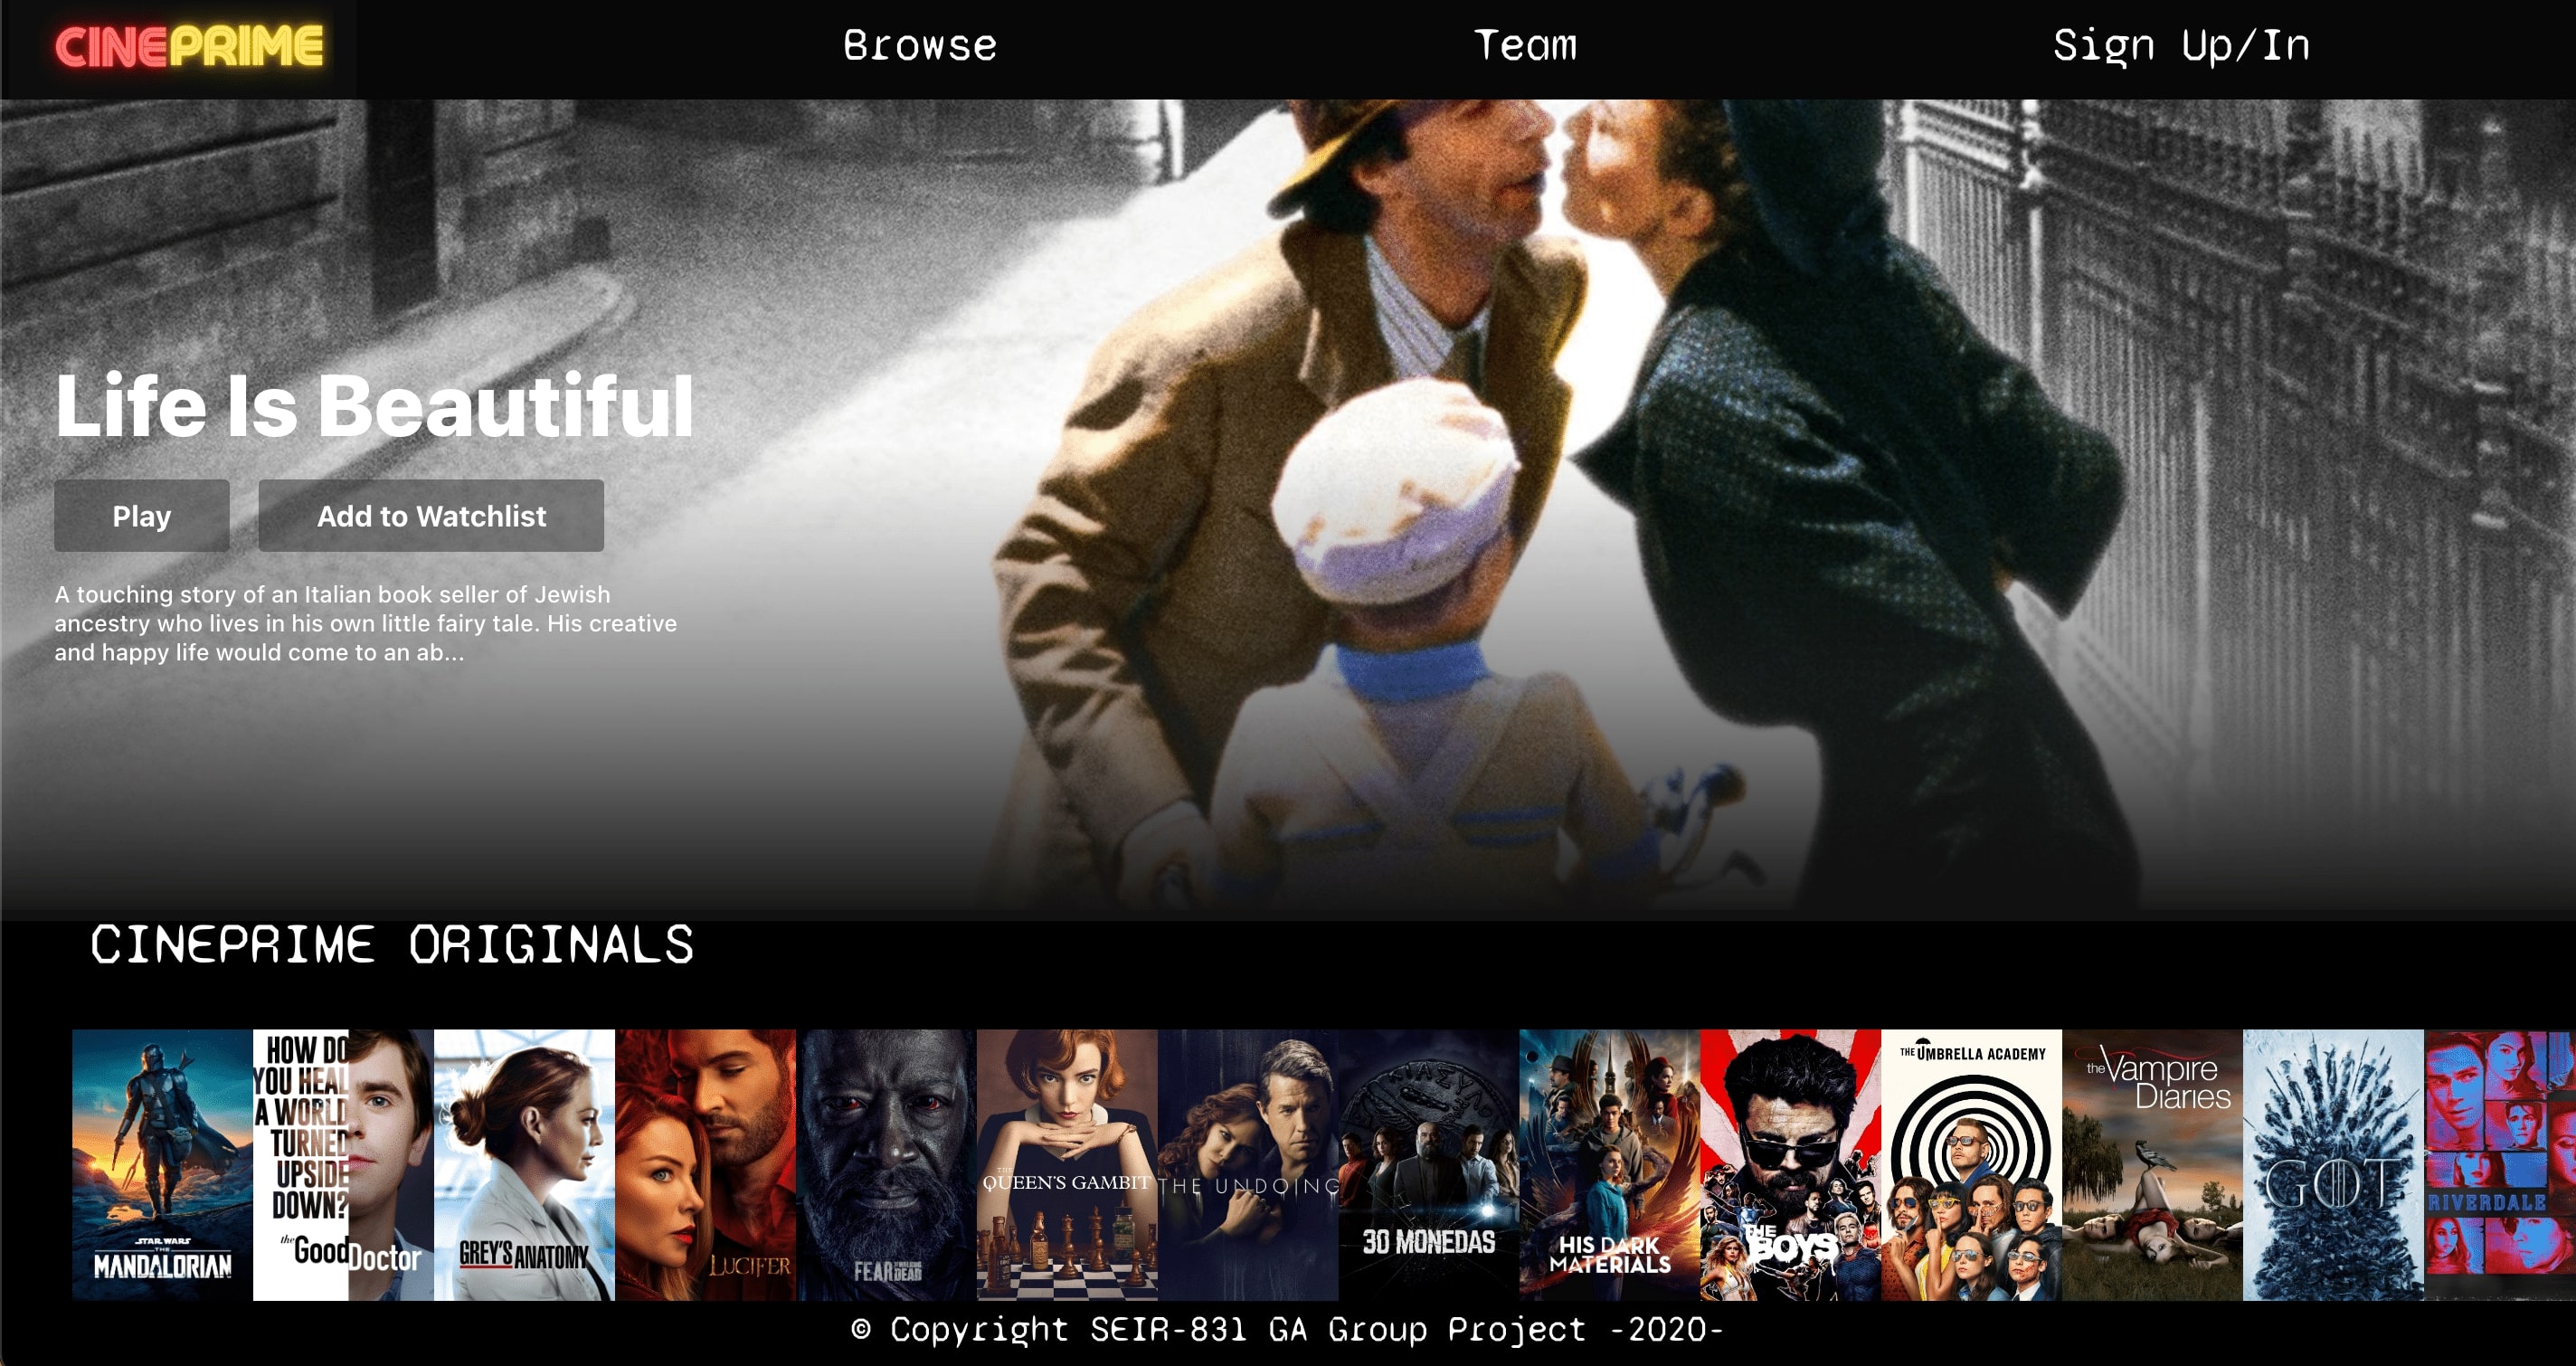 CINEPRIME
Browse
Team
Sign Up/In
Life Is Beautiful
Play
Add to Watchlist
A touching story of an Italian book seller of Jewish
ancestry who lives in his own little fairy tale. His creative
and happy life would come to an ab...
CINEPRIME ORIGINALS
STAR WARS
THE
MANDALORIAN
HOW DO
YOU HEAL
A WORLD
TURNED
UPSIDE
DOWN?
the Good Doctor
GREY'S ANATOMY
LUCIFER
FEAR THE WALKING DEAD
THE
QUEEN'S GAMBIT
THE UNDOING
30 MONEDAS
HIS DARK
MATERIALS
THE
BOYS
THE UMBRELLA ACADEMY
the Vampire
Diaries
GOT
RIVERDALE
© Copyright SEIR-831 GA Group Project -2020-